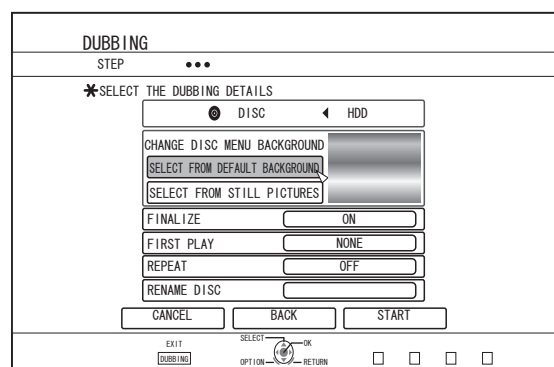 DUBBING
STEP
*SELECT THE DUBBING DETAILS
DISC HDD
CHANGE DISC MENU BACKGROUND
SELECT FROM DEFAULT BACKGROUND
SELECT FROM STILL PICTURES
FINALIZE ON
FIRST PLAY NONE
REPEAT OFF
RENAME DISC
CANCEL BACK START
EXIT SELECT OK
DUBBING OPTION RETURN